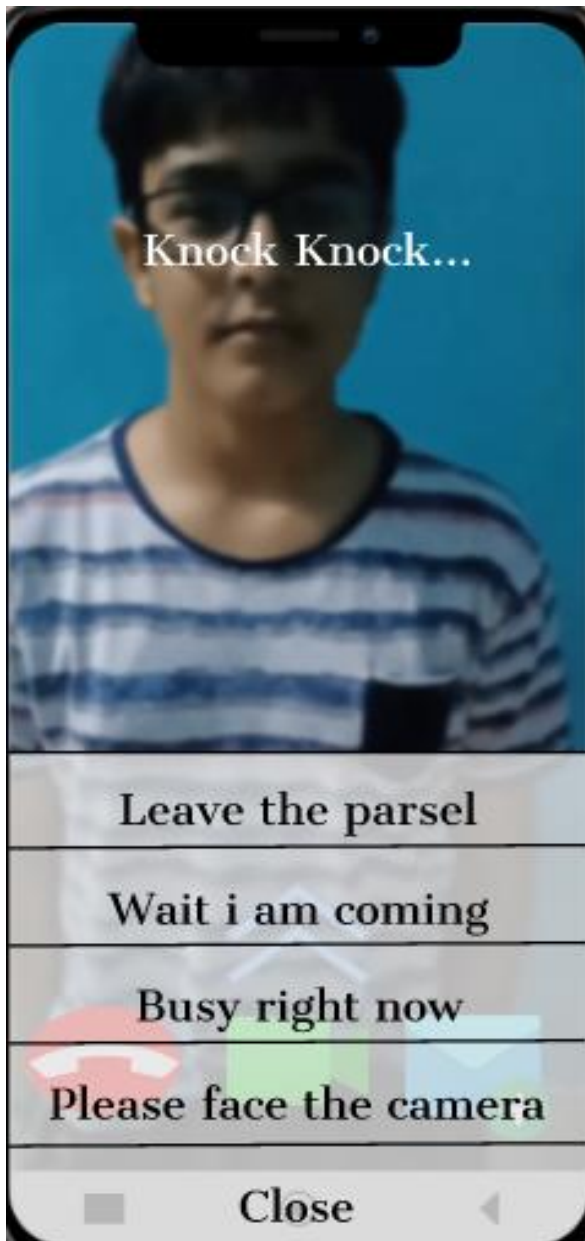 Knock Knock...
Leave the parsel
Wait i am coming
Busy right now
Please face the camera
Close